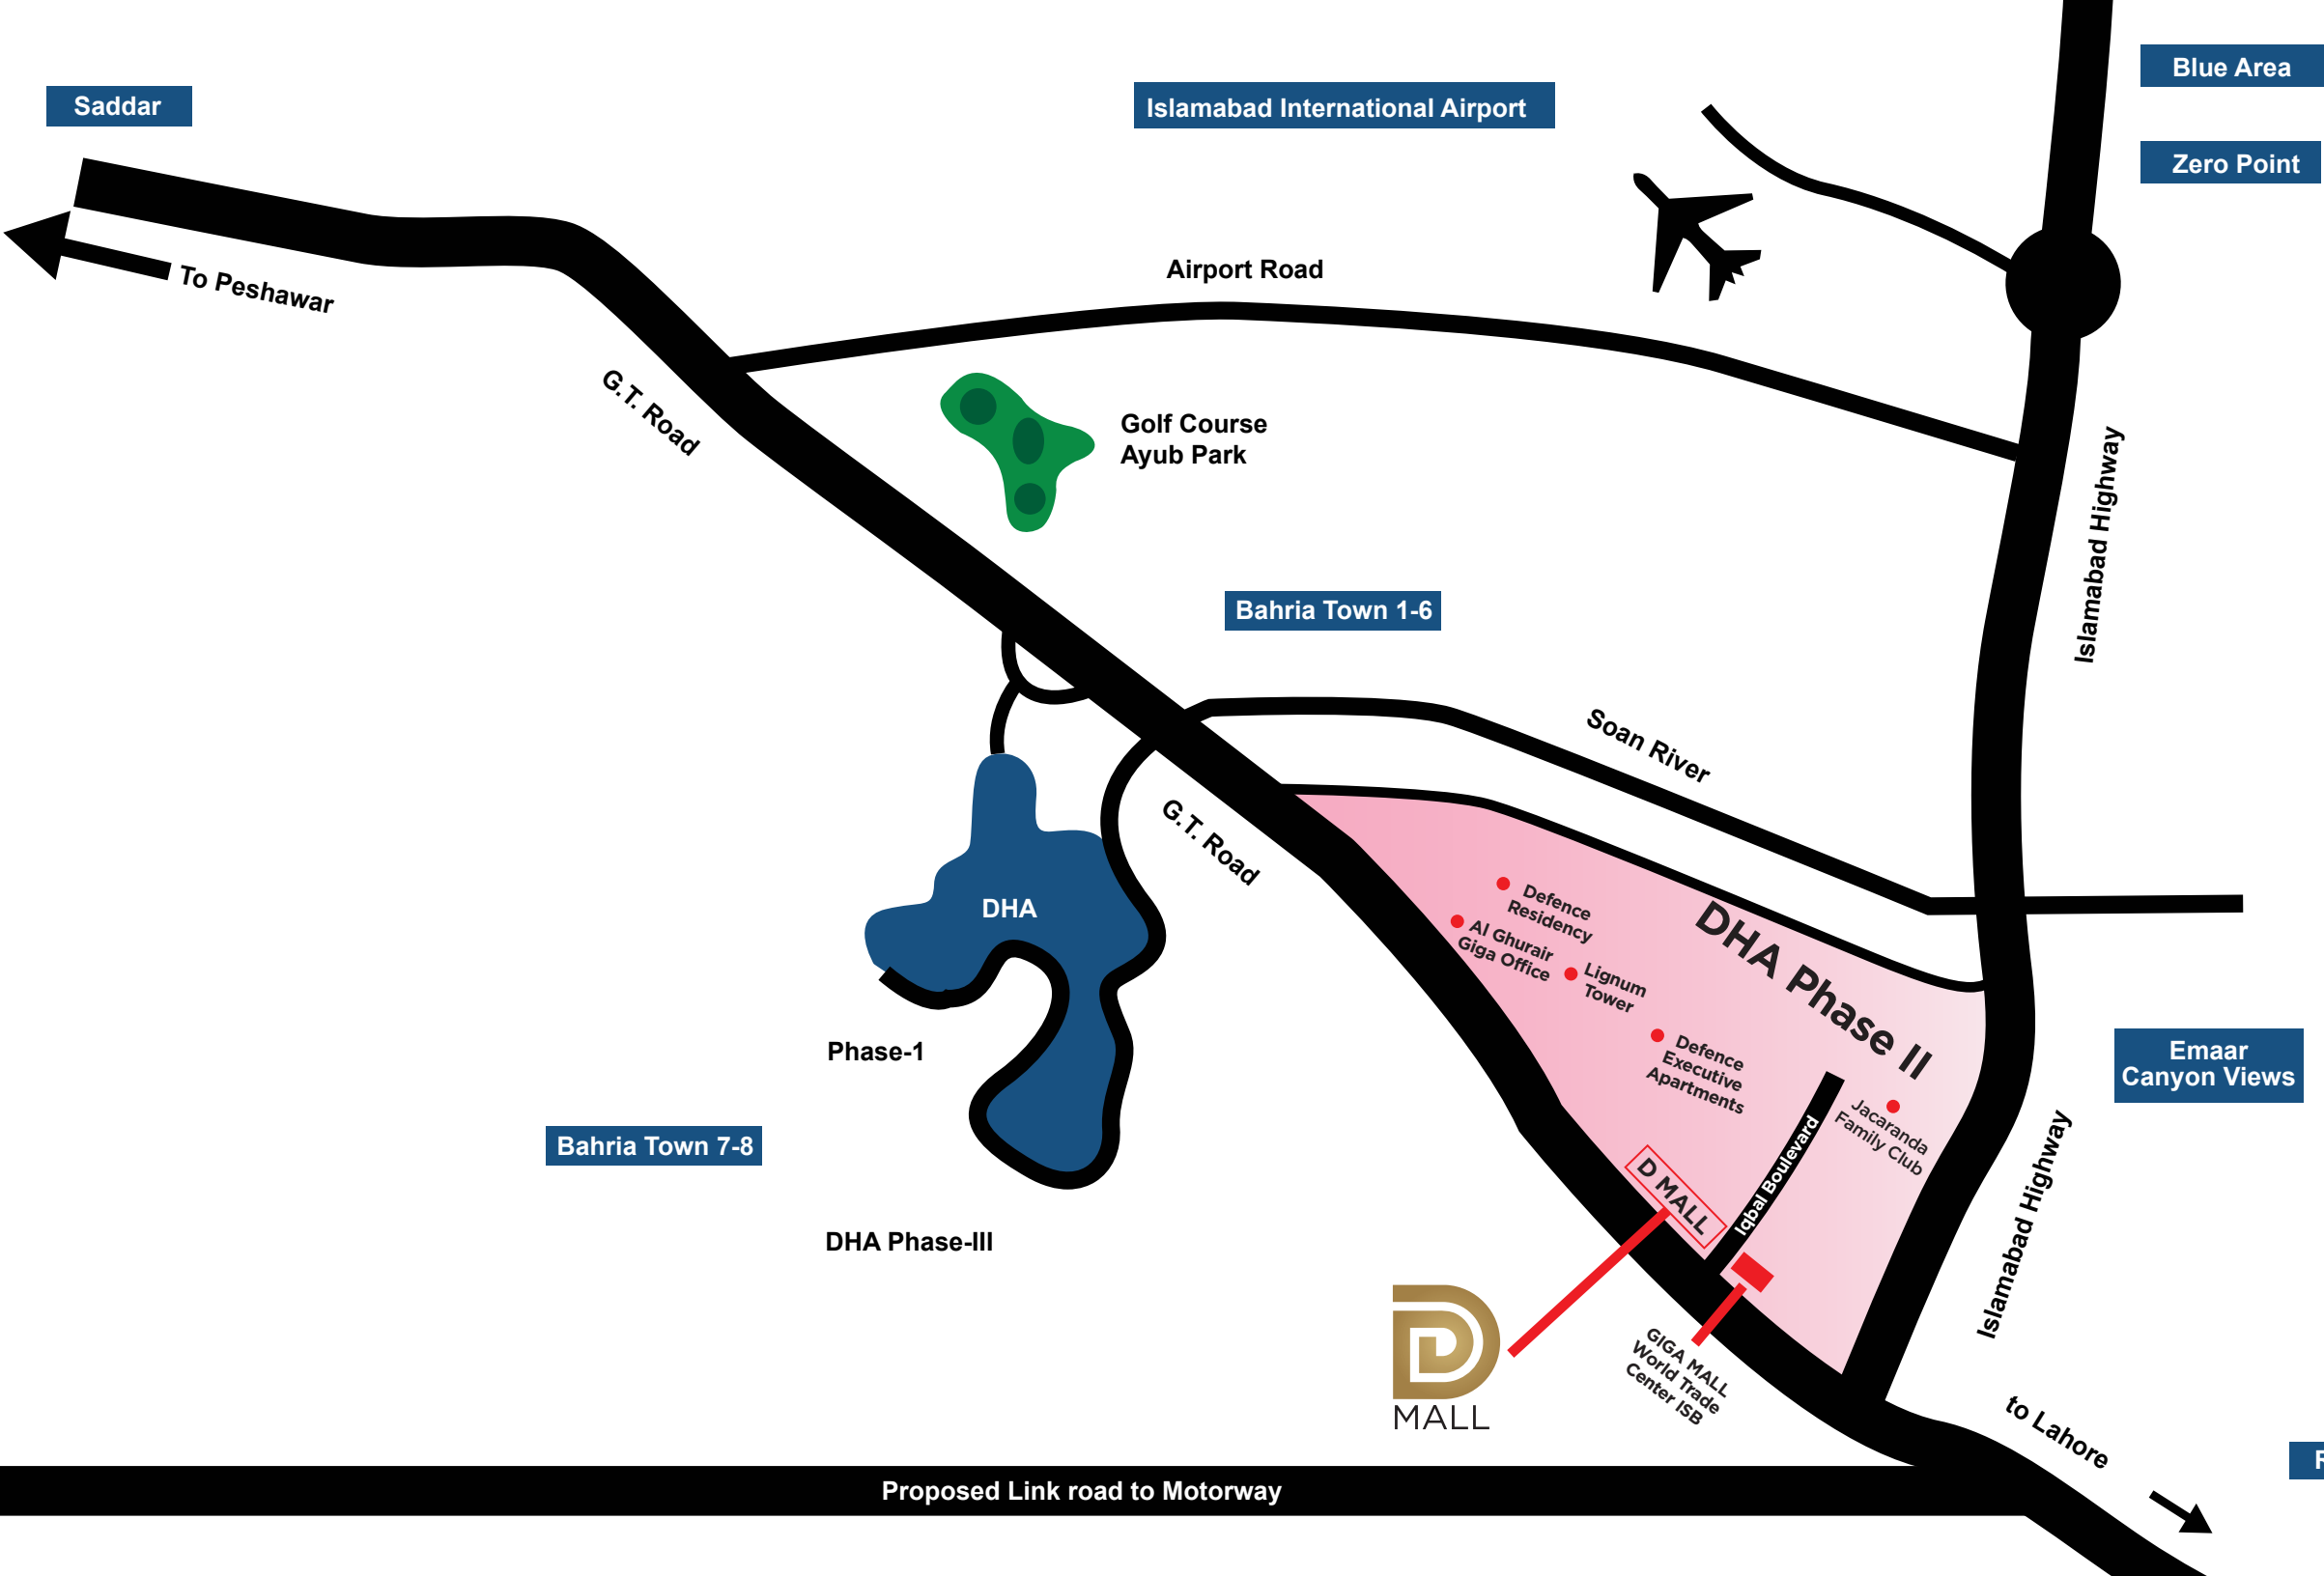 Blue Area
Saddar
Islamabad International Airport
Zero Point
To Peshawar
Airport Road
G.T. Road
Golf Course
Ayub Park
Islamabad Highway
Bahria Town 1-6
Soan River
G.T. Road
DHA
Defence
Residency
Al Ghurair
Giga Office
Lignum
Tower
DHA Phase II
Defence
Executive
Apartments
Phase-1
Emaar
Canyon Views
Jacaranda
Family Club
Bahria Town 7-8
Iqbal Boulevard
D MALL
Islamabad Highway
DHA Phase-III
MALL
GIGA MALL
World Trade
Center ISB
to Lahore
Proposed Link road to Motorway